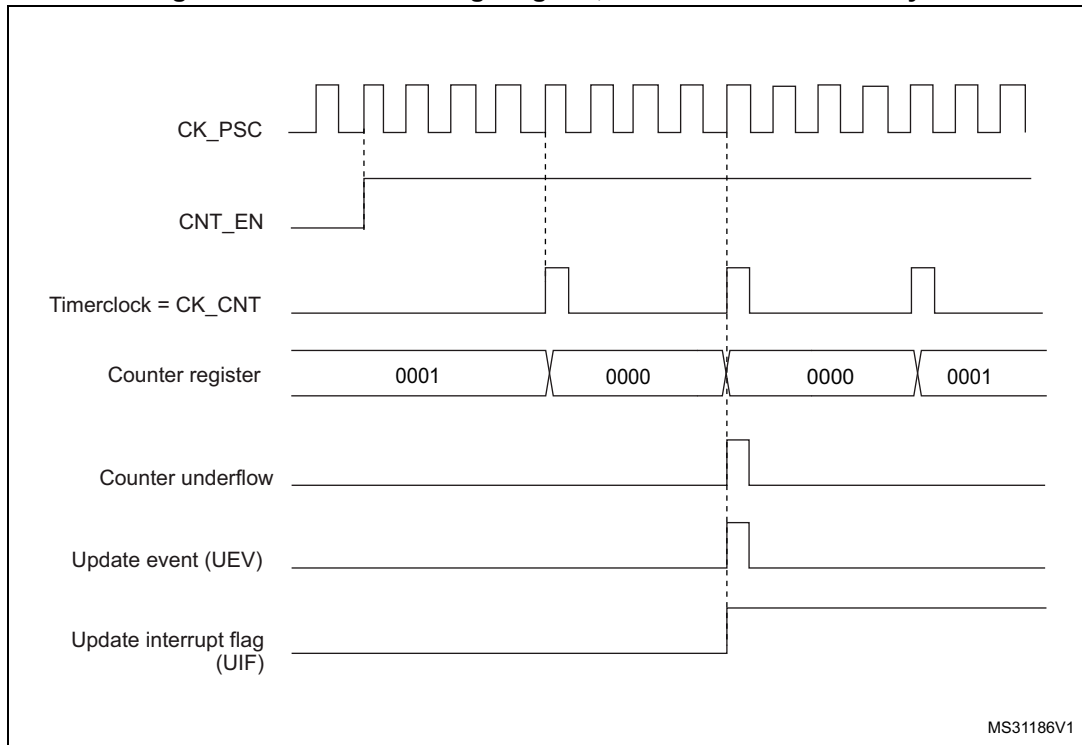 CK_PSC
CNT_EN
Timerclock = CK_CNT
Counter register 0001 0000 0000 0001
Counter underflow
Update event (UEV)
Update interrupt flag
(UIF)
MS31186V1